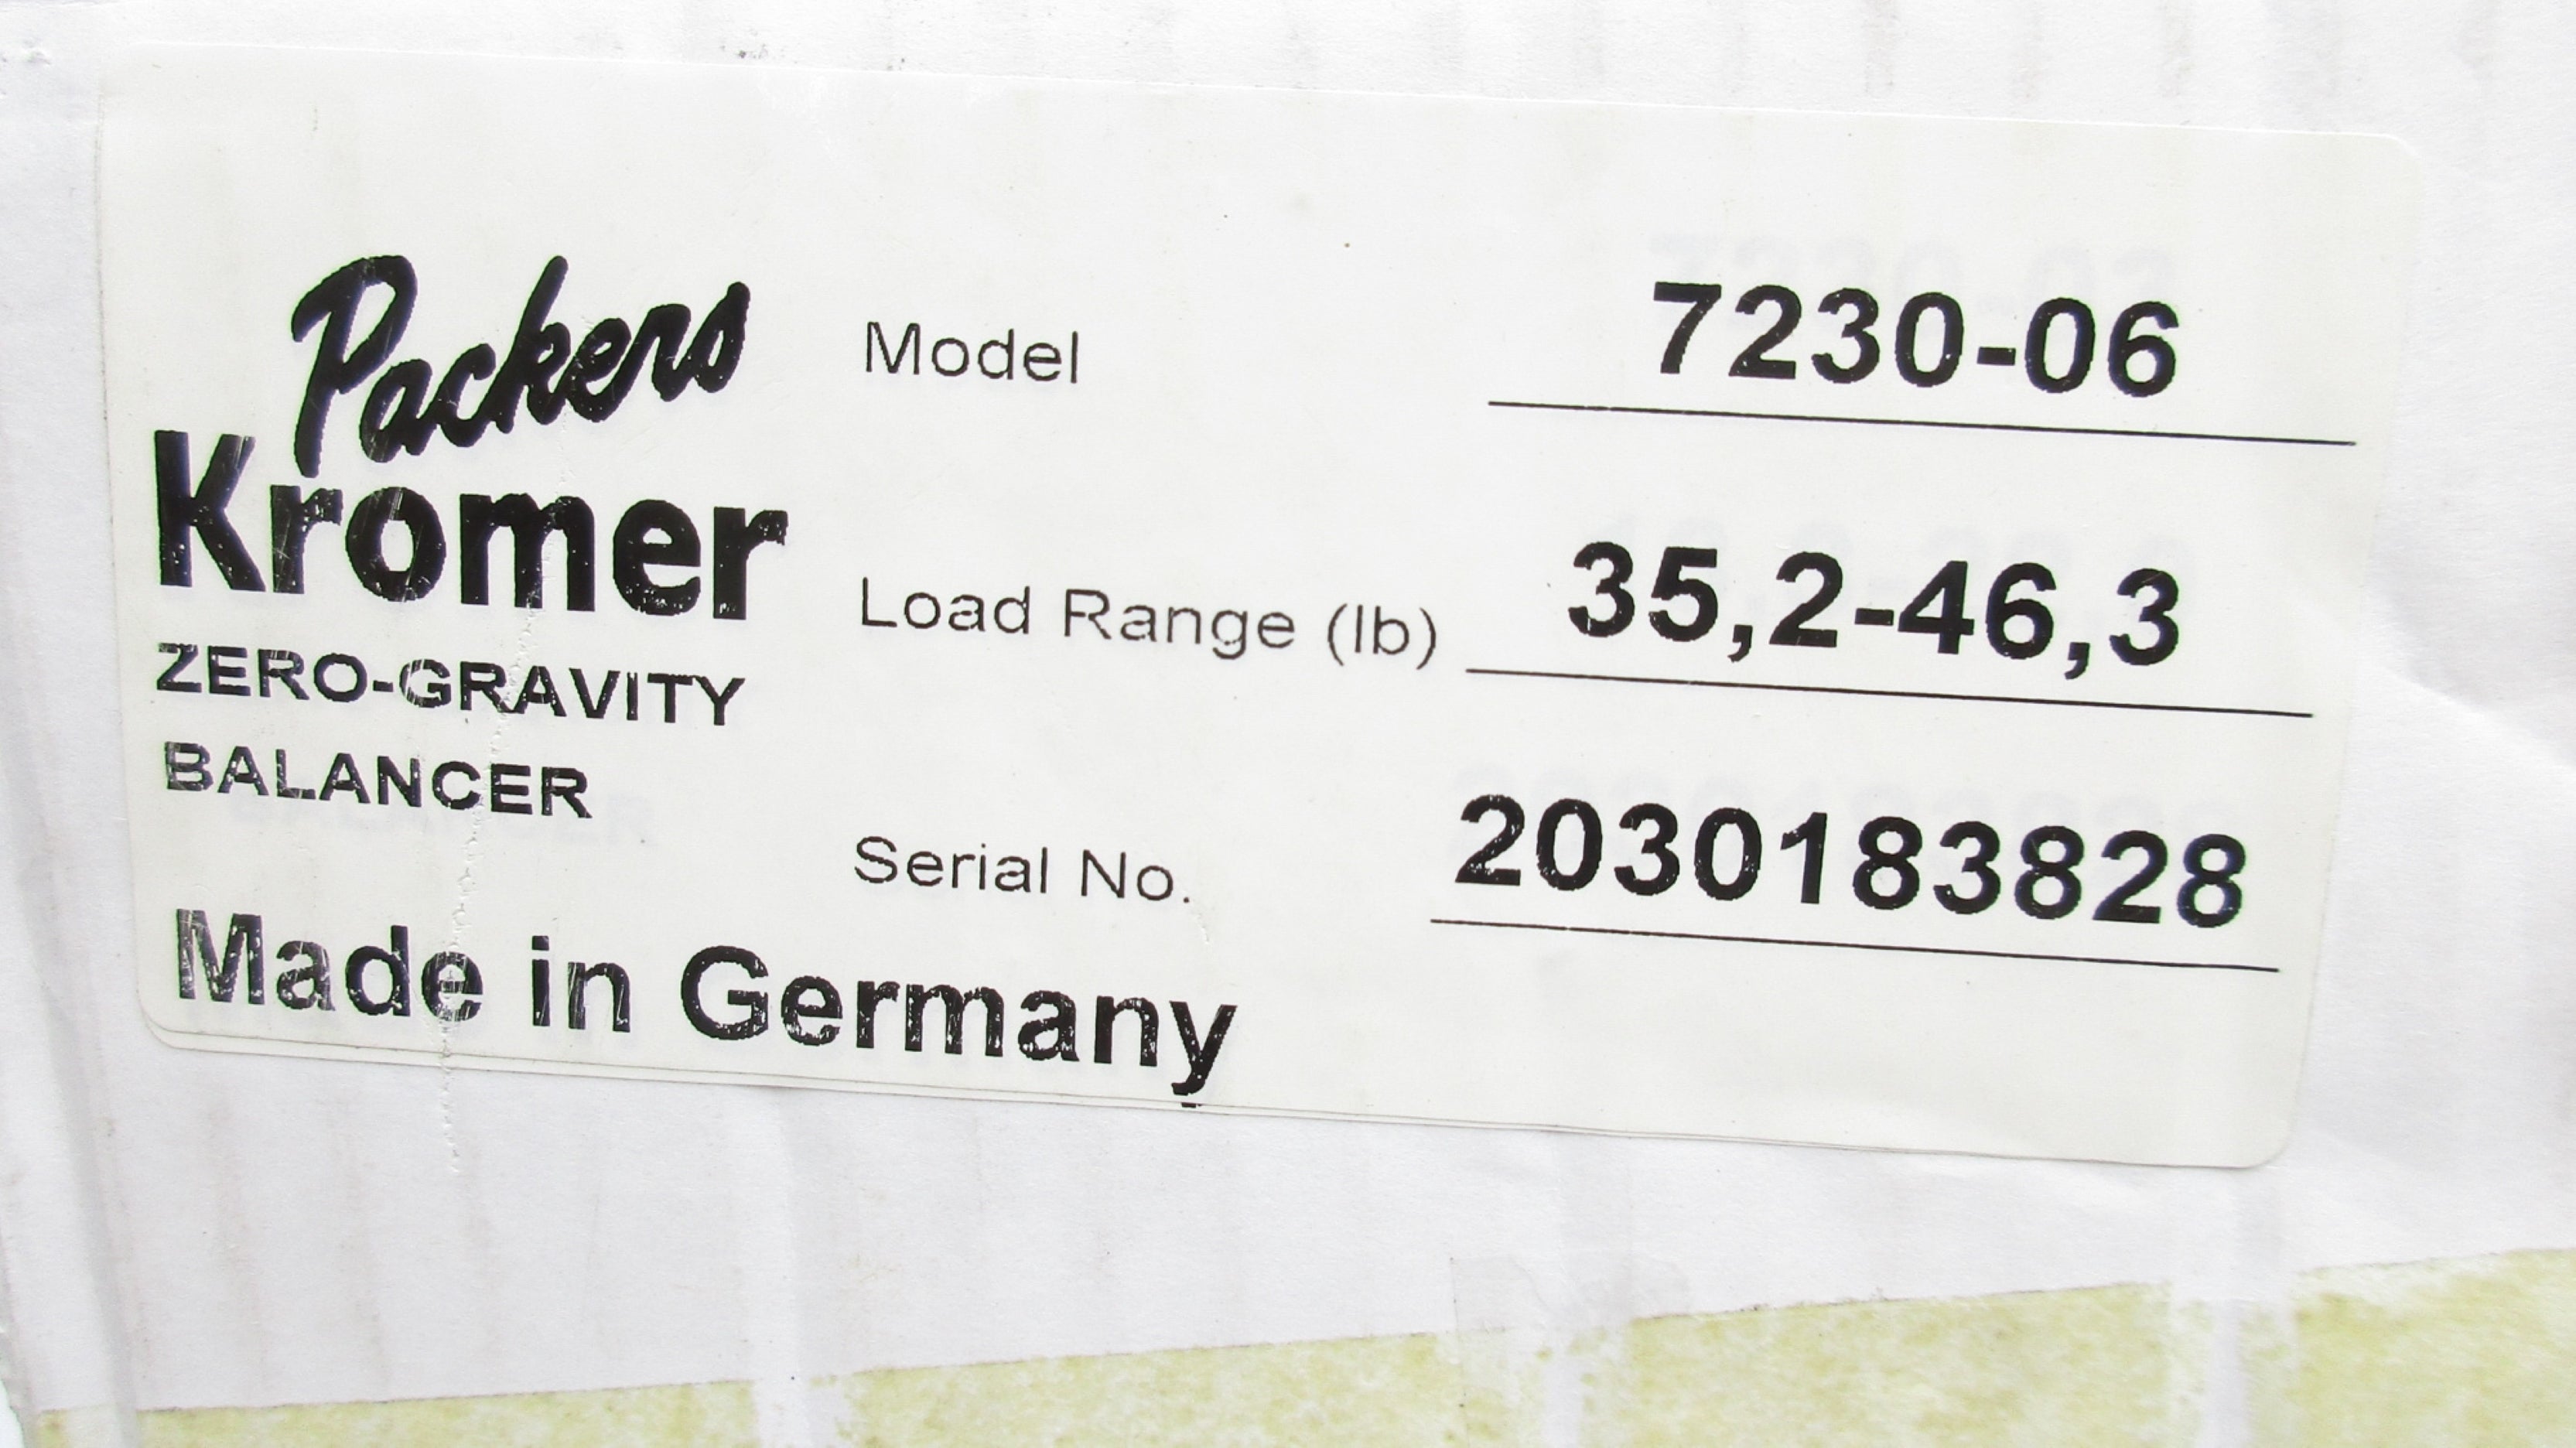 Packers
Kromer
ZERO-GRAVITY
BALANCER
Made in Germany
Model 7230-06
Load Range (lb) 35,2-46,3
Serial No. 2030183828